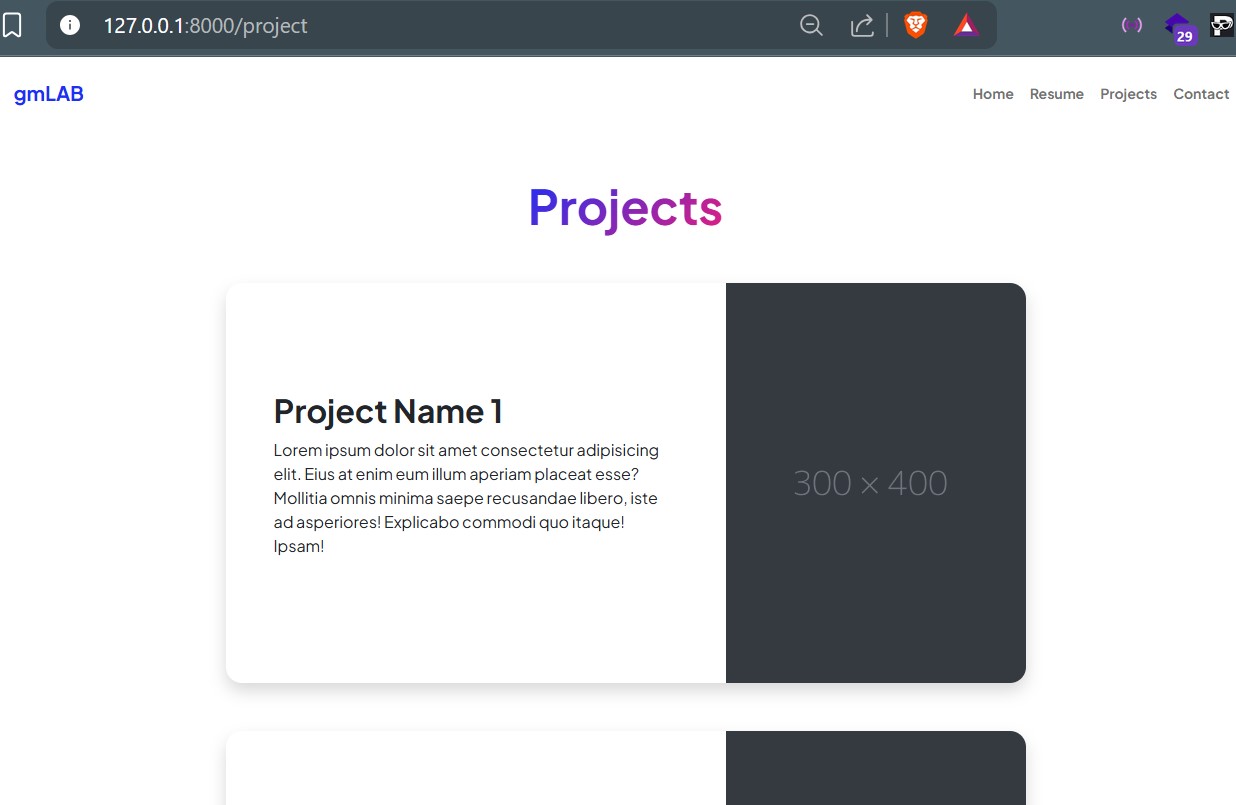 127.0.0.1:8000/project
29
gmLAB
Home Resume Projects Contact
Projects
Project Name 1
Lorem ipsum dolor sit amet consectetur adipisicing
elit. Eius at enim eum illum aperiam placeat esse?
Mollitia omnis minima saepe recusandae libero, iste
ad asperiores! Explicabo commodi quo itaque!
Ipsam!
300 × 400